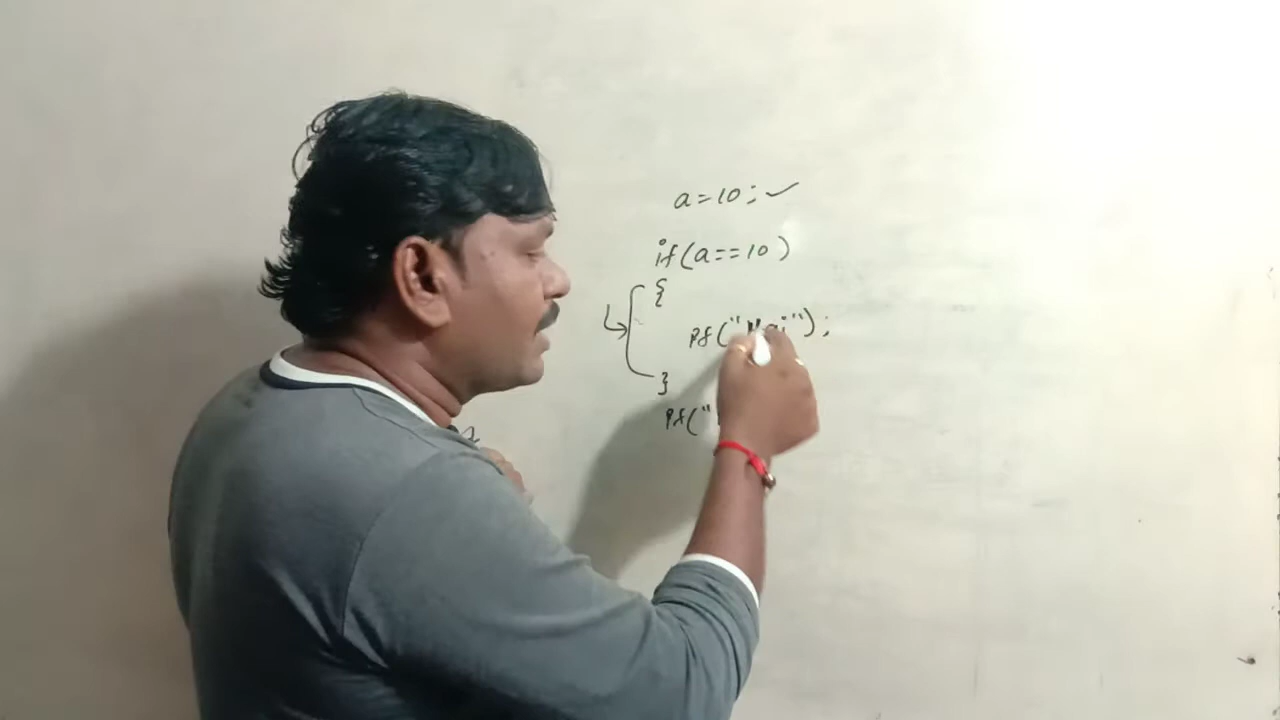 a=10; ✓
if(a==10)
{
pf(" ");
}
pf("